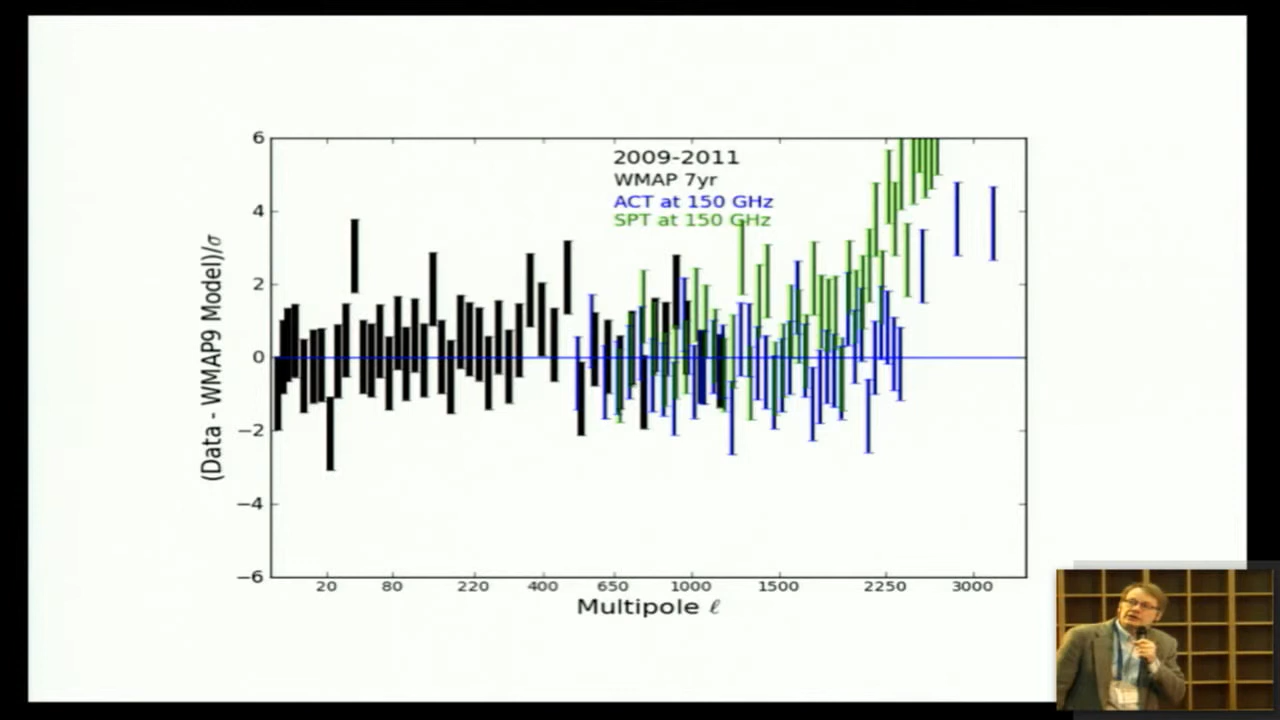 6
4
2
0
−2
−4
−6
(Data - WMAP9 Model)/σ
2009-2011
WMAP 7yr
ACT at 150 GHz
SPT at 150 GHz
20 80 220 400 650 1000 1500 2250 3000
Multipole ℓ